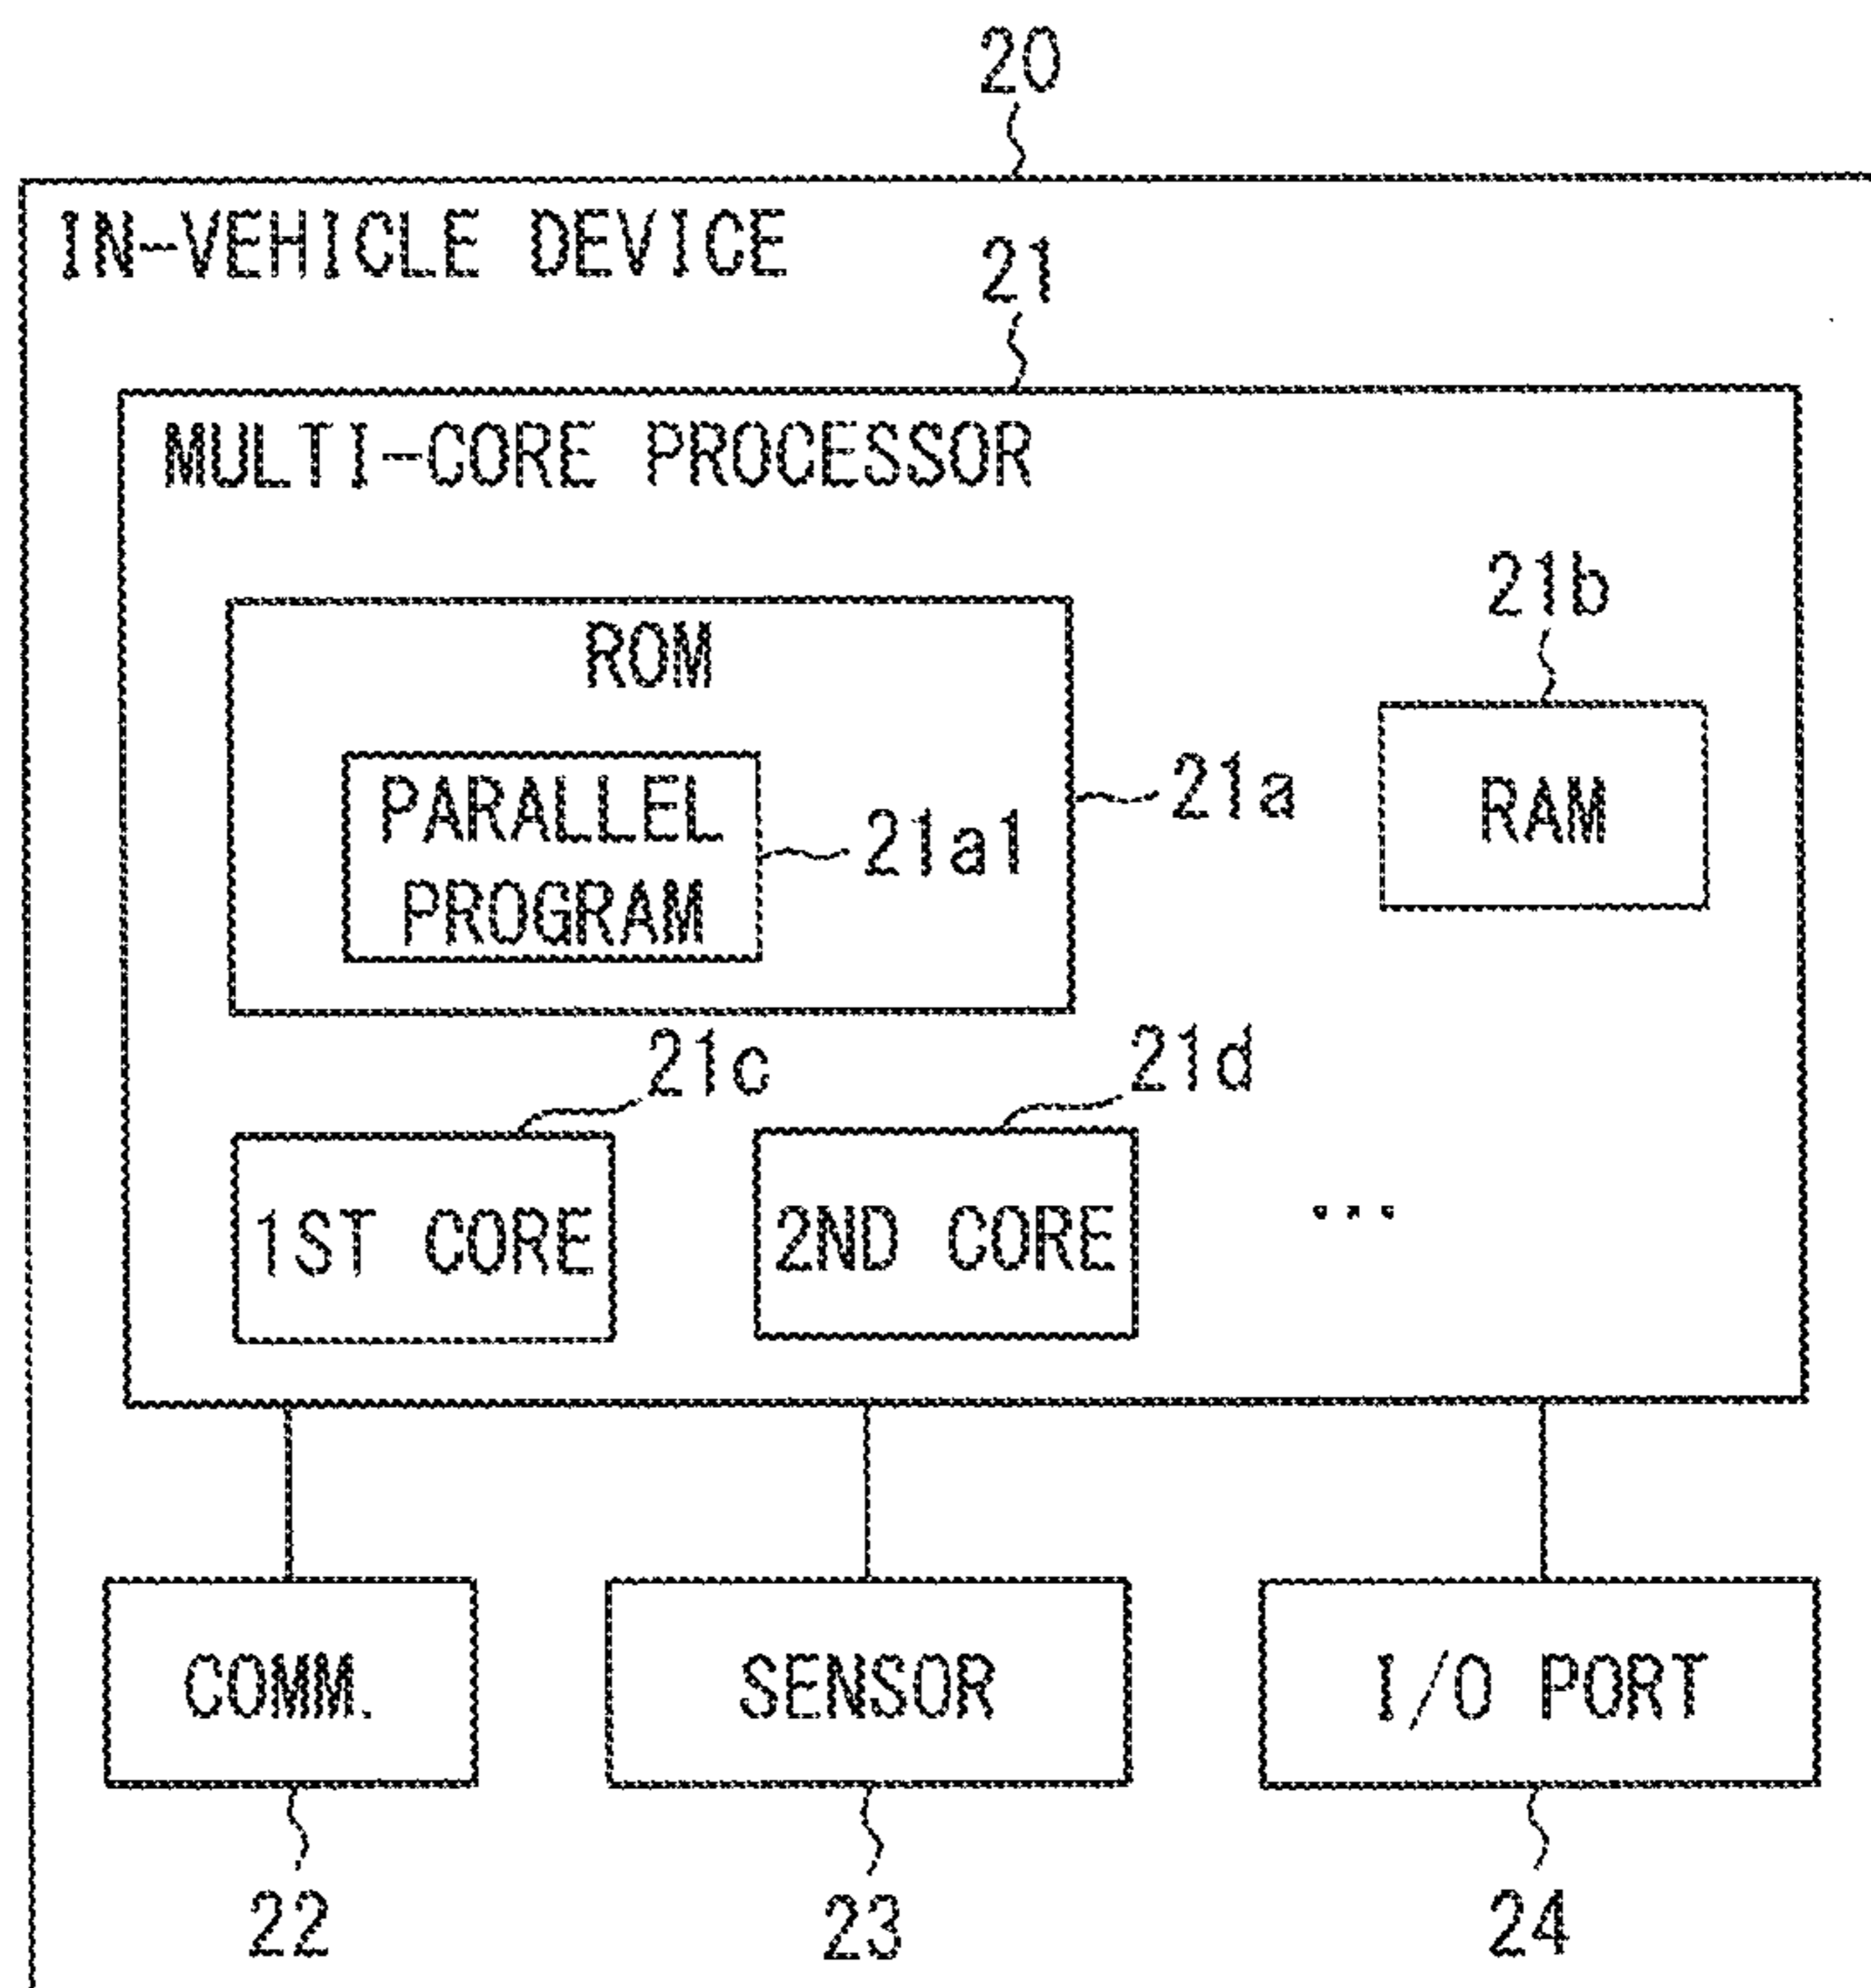 20
IN-VEHICLE DEVICE
21
MULTI-CORE PROCESSOR
21b
ROM
21a
RAM
PARALLEL
PROGRAM
21a1
21c
21d
1ST CORE
2ND CORE
...
COMM.
SENSOR
I/O PORT
22
23
24